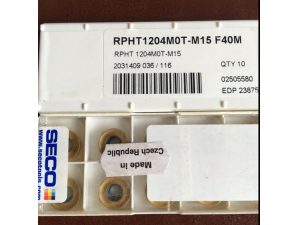 RPHT1204M0T-M15 F40M
RPHT 1204M0T-M15
2031409 036 / 116
QTY 10
02505580
EDP 23875
SECO
www.secotools.com
Made in
Czech Republic